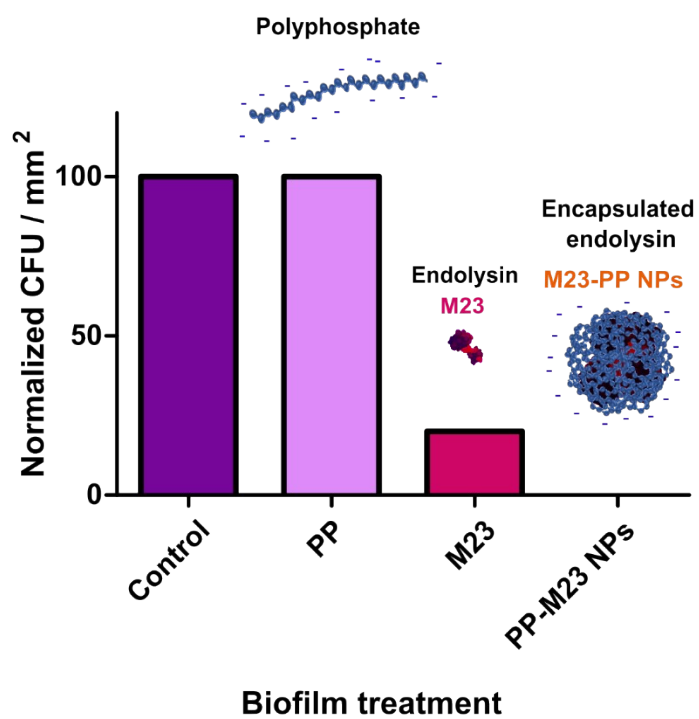 Polyphosphate
Normalized CFU / mm²
100
50
0
Endolysin
M23
Encapsulated
endolysin
M23-PP NPs
Control
PP
M23
PP-M23 NPs
Biofilm treatment